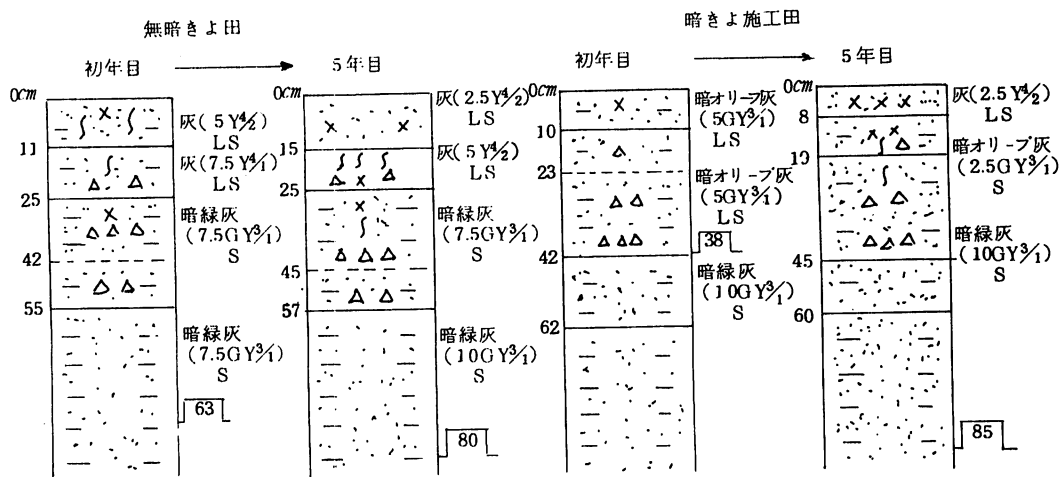 無暗きよ田
初年目
5年目
0cm
11
25
42
55
灰(5Y4/2)
LS
灰(7.5Y4/1)
LS
暗緑灰
(7.5GY3/1)
S
暗緑灰
(7.5GY3/1)
S
63
0cm
15
25
45
57
灰(2.5Y4/2)
LS
灰(5Y4/2)
LS
暗緑灰
(7.5GY3/1)
S
暗緑灰
(10GY3/1)
S
80
暗きよ施工田
初年目
5年目
0cm
10
23
42
62
暗オリーブ灰
(5GY3/1)
LS
暗オリーブ灰
(5GY3/1)
LS
38
暗緑灰
(10GY3/1)
S
0cm
8
19
45
60
灰(2.5Y4/2)
LS
暗オリーブ灰
(2.5GY3/1)
S
暗緑灰
(10GY3/1)
S
85